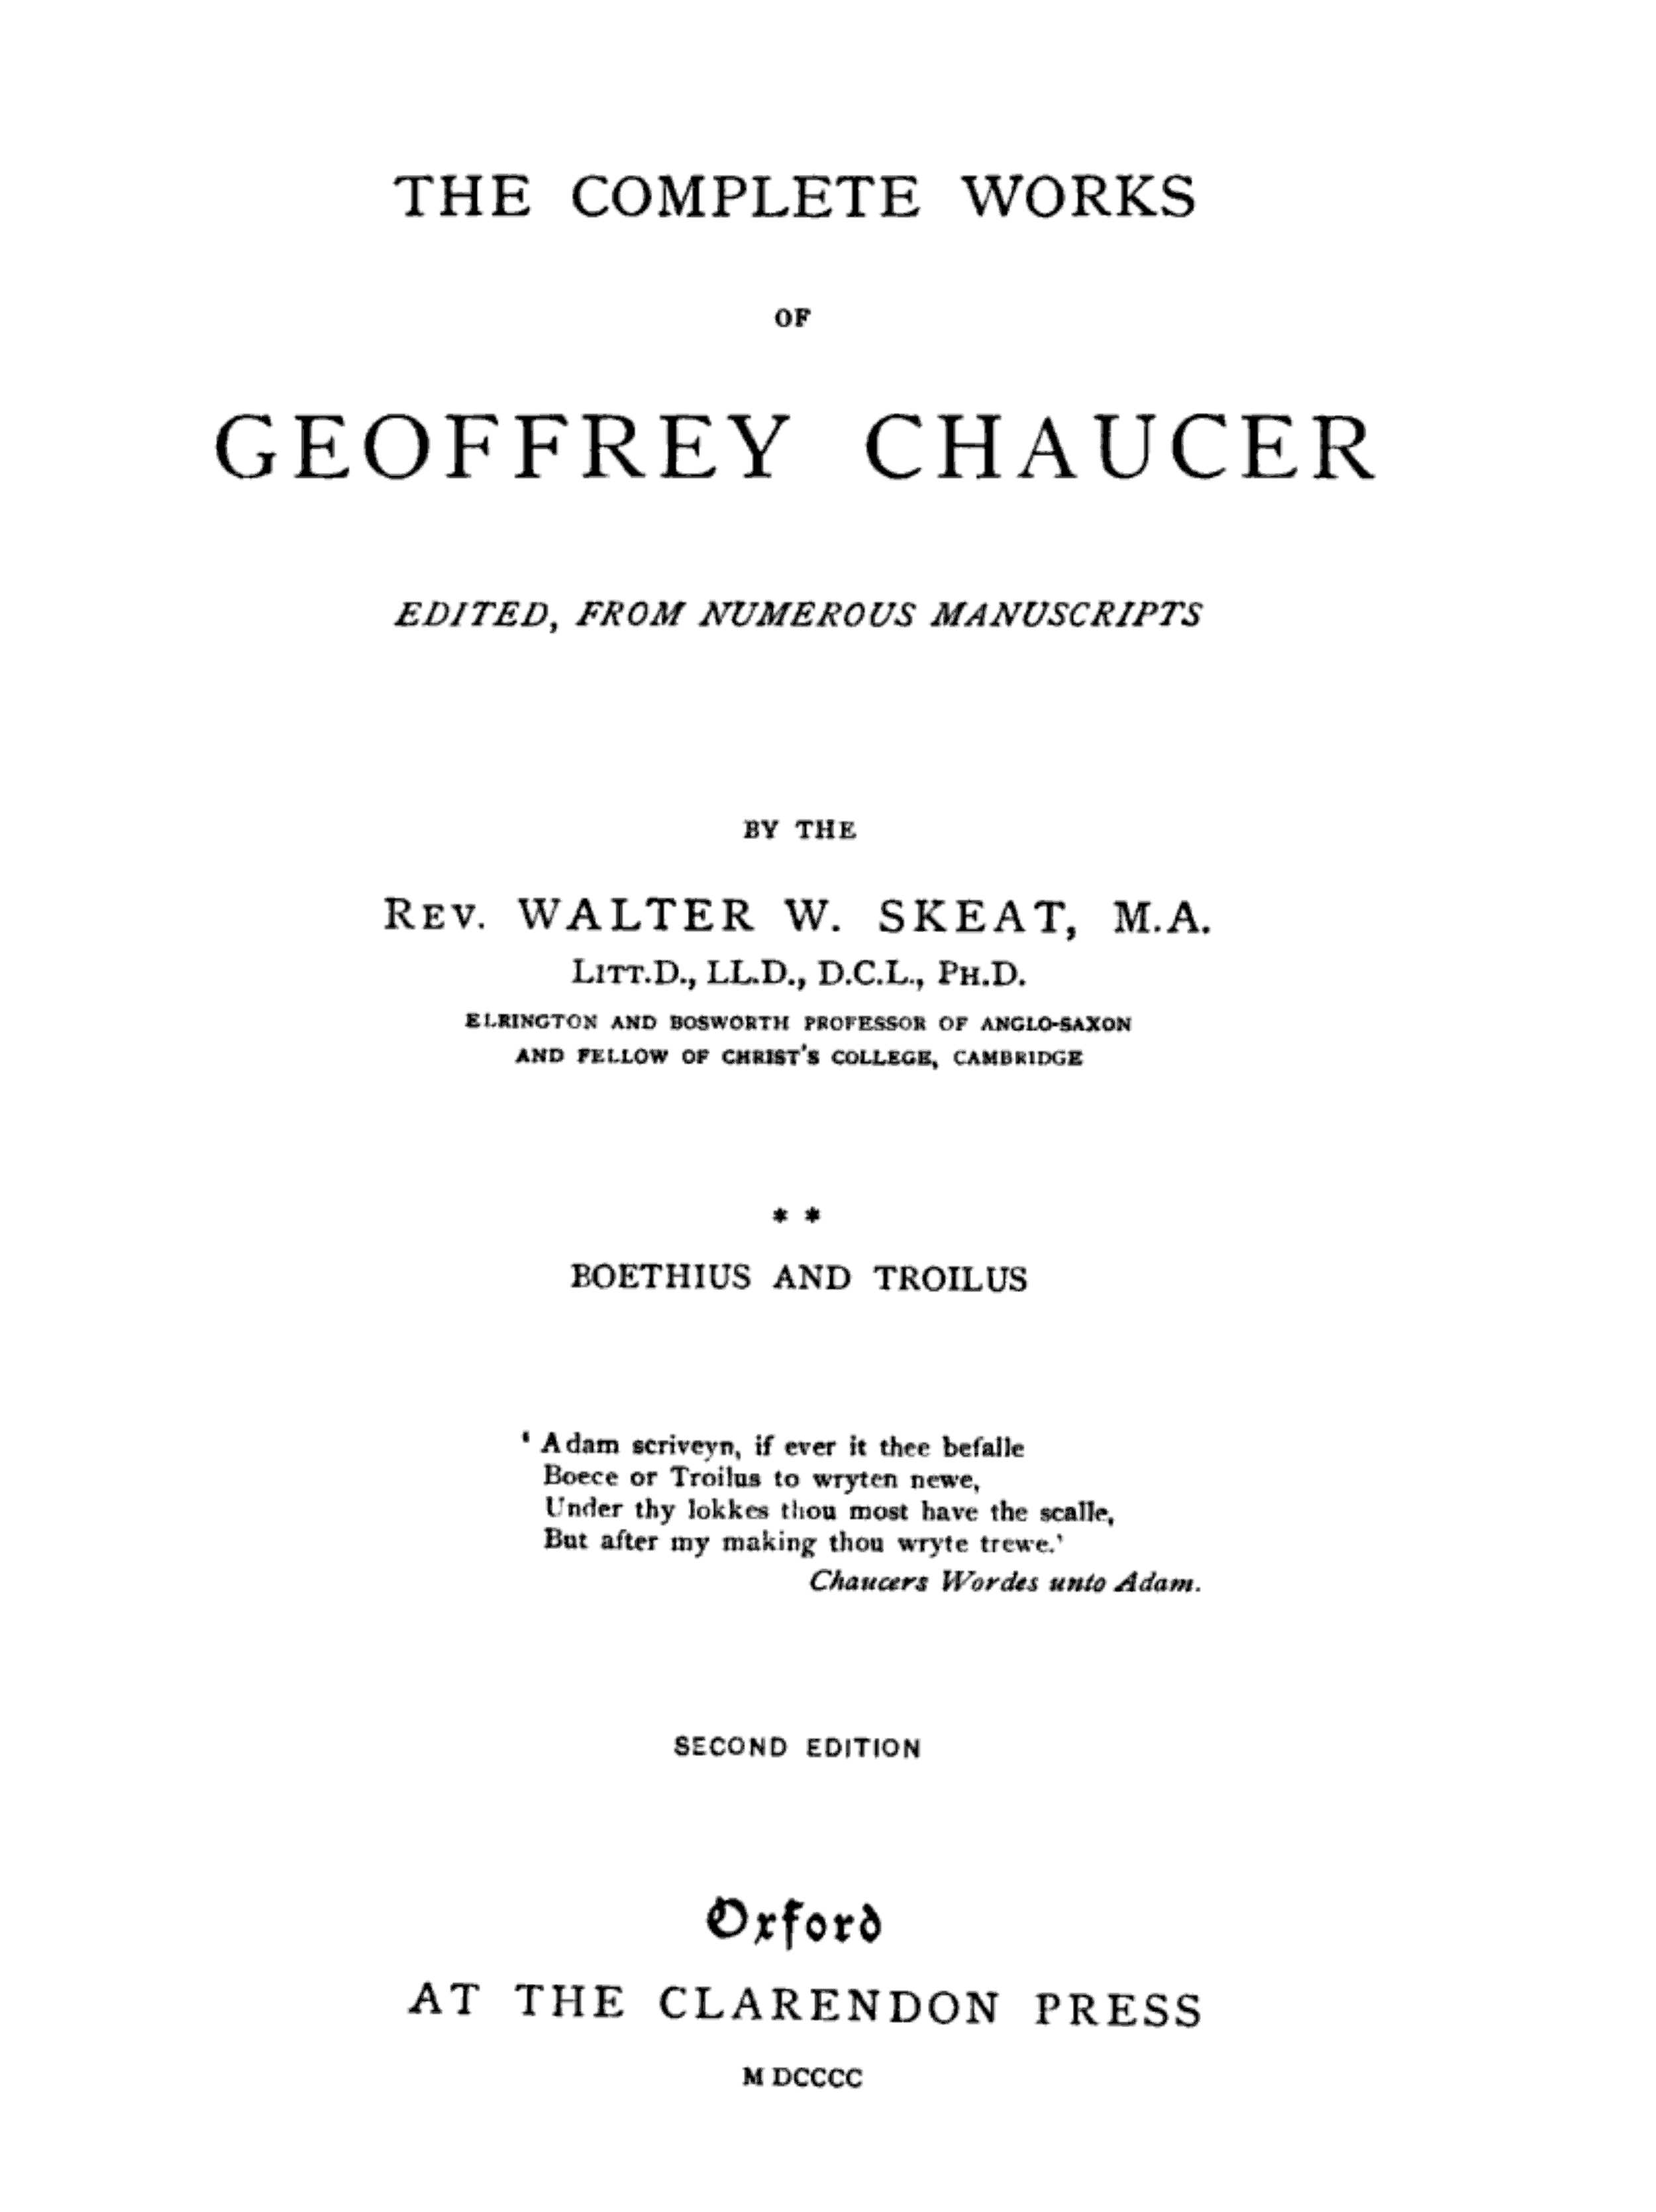 THE COMPLETE WORKS
OF
GEOFFREY CHAUCER
EDITED, FROM NUMEROUS MANUSCRIPTS
BY THE
REV. WALTER W. SKEAT, M.A.
LITT.D., LL.D., D.C.L., PH.D.
ELRINGTON AND BOSWORTH PROFESSOR OF ANGLO-SAXON
AND FELLOW OF CHRIST'S COLLEGE, CAMBRIDGE
* *
BOETHIUS AND TROILUS
‘Adam scriveyn, if ever it thee befalle
Boece or Troilus to wryten newe,
Under thy lokkes thou most have the scalle,
But after my making thou wryte trewe.’
Chaucers Wordes unto Adam.
SECOND EDITION
Oxford
AT THE CLARENDON PRESS
M DCCCC